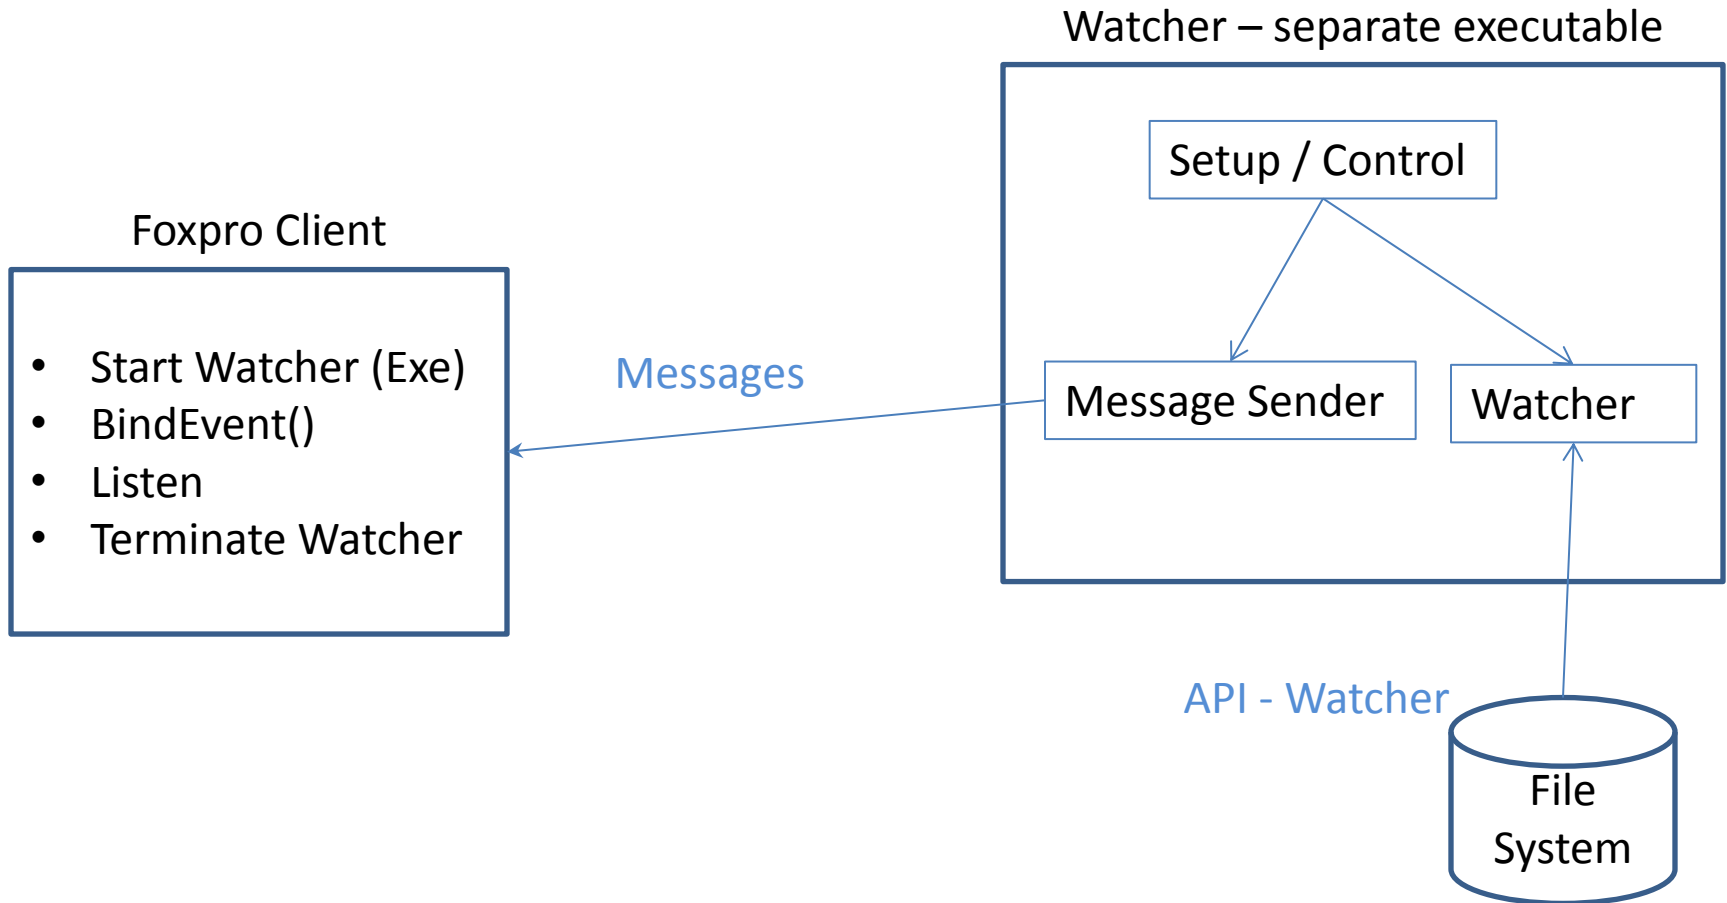 Watcher – separate executable
Setup / Control
Foxpro Client
• Start Watcher (Exe)
• BindEvent()
• Listen
• Terminate Watcher
Messages
Message Sender
Watcher
API - Watcher
File
System